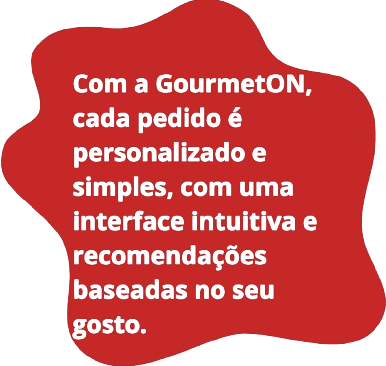 Com a GourmetON,
cada pedido é
personalizado e
simples, com uma
interface intuitiva e
recomendações
baseadas no seu
gosto.